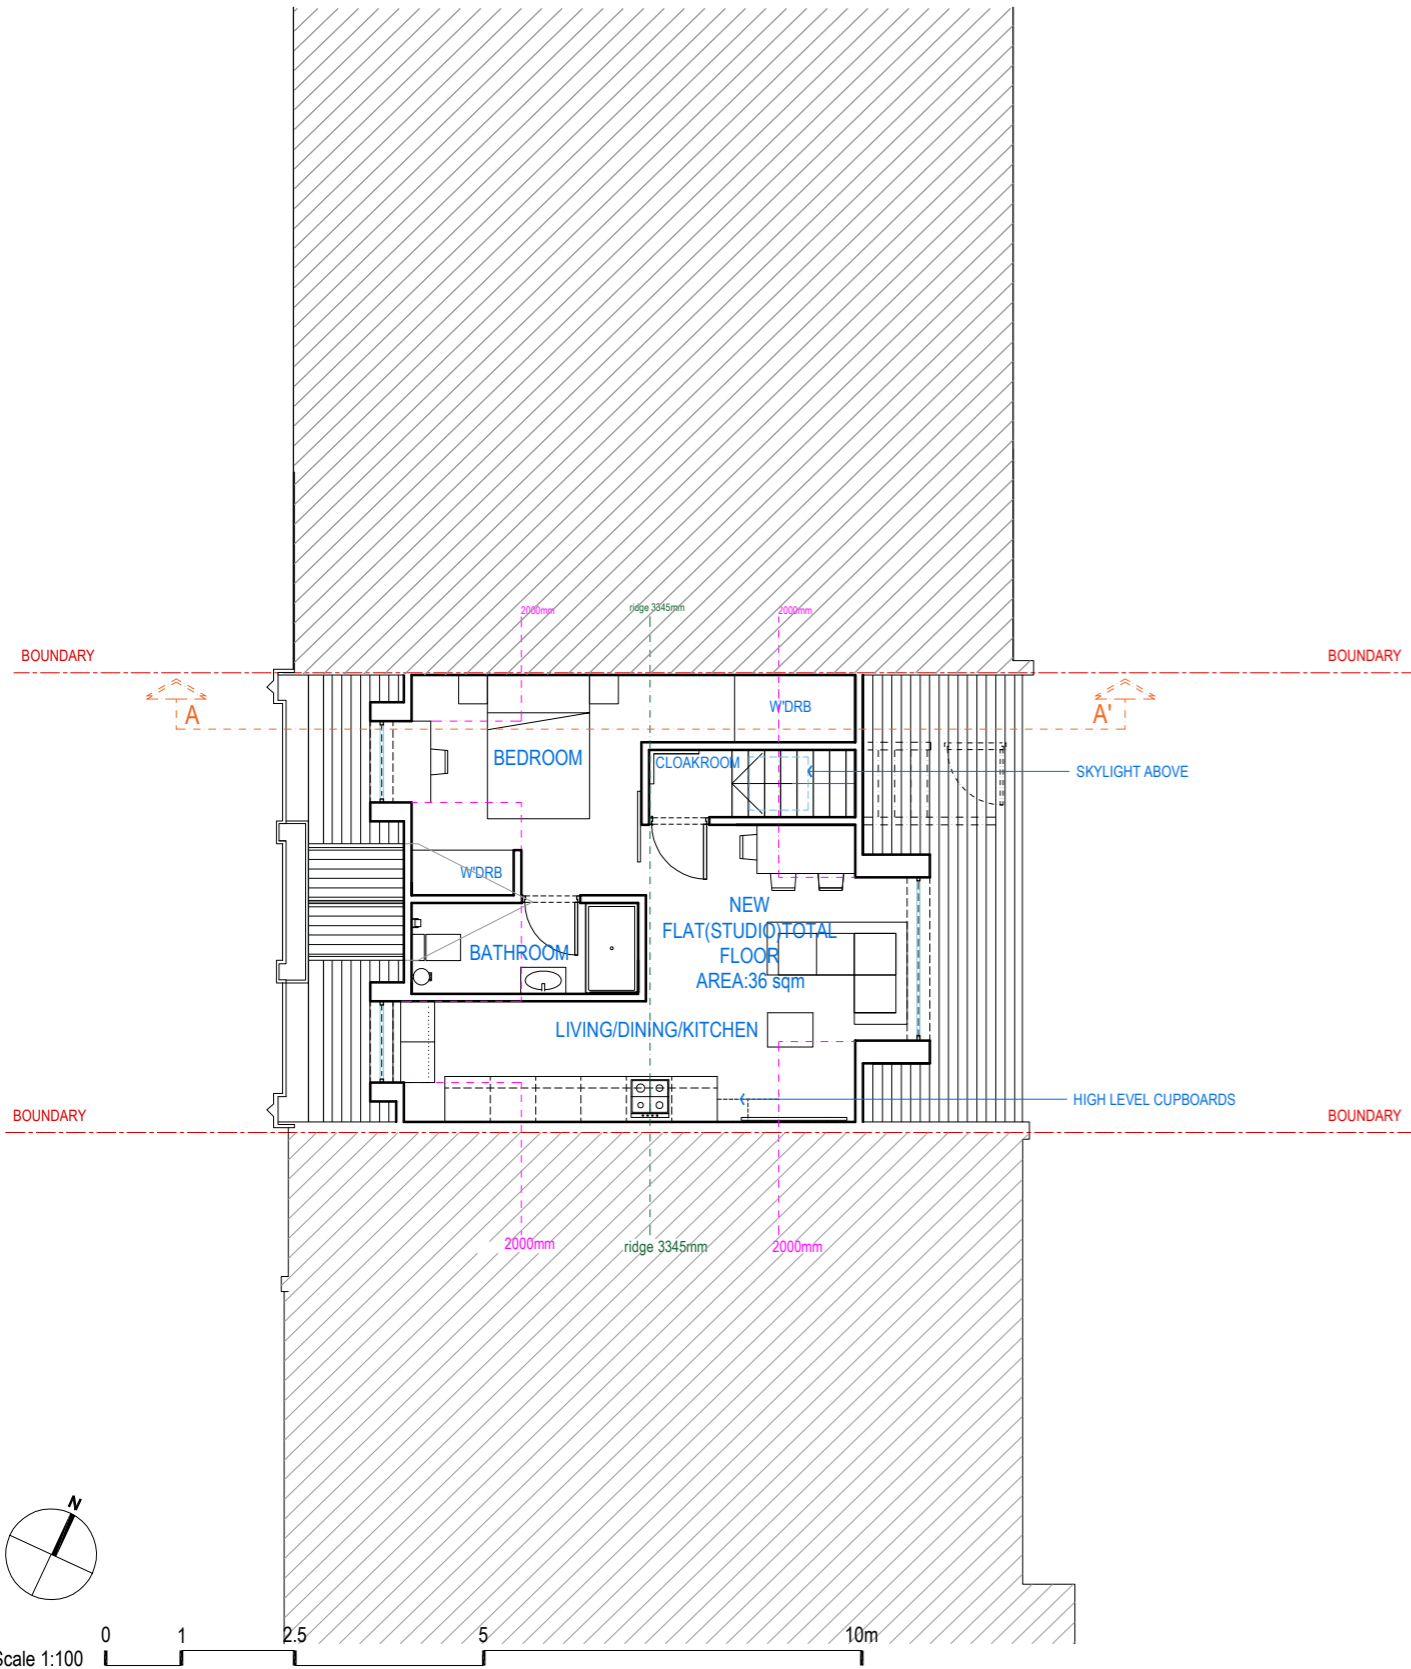 2000mm
ridge 3345mm
2000mm
BOUNDARY
BOUNDARY
A
A'
W'DRB
BEDROOM
CLOAKROOM
SKYLIGHT ABOVE
W'DRB
NEW
FLAT(STUDIO)TOTAL
FLOOR
AREA:36 sqm
BATHROOM
LIVING/DINING/KITCHEN
HIGH LEVEL CUPBOARDS
BOUNDARY
BOUNDARY
2000mm
ridge 3345mm
2000mm
N
0 1 2.5 5 10m
Scale 1:100